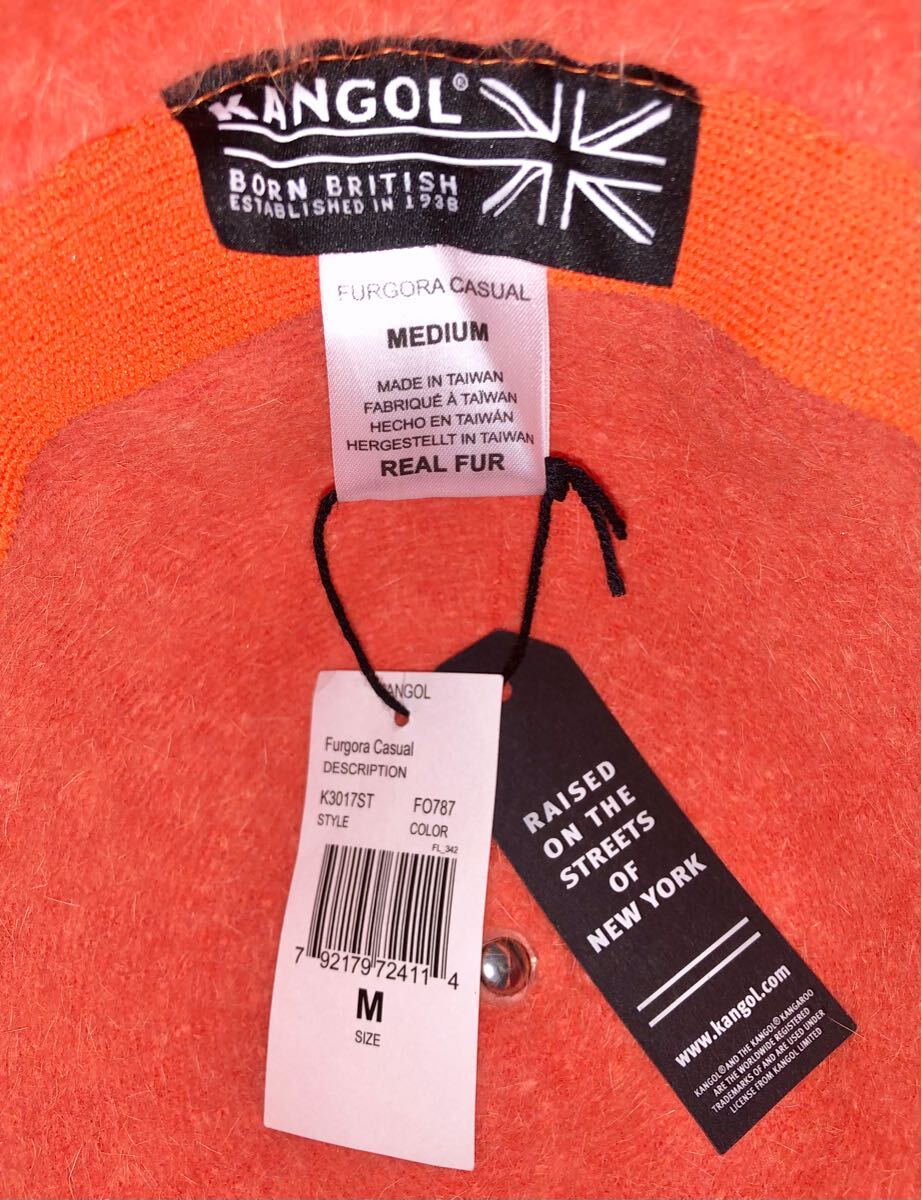 KANGOL®
BORN BRITISH
ESTABLISHED IN 1938
FURGORA CASUAL
MEDIUM
MADE IN TAIWAN
FABRIQUÉ À TAÏWAN
HECHO EN TAIWÁN
HERGESTELLT IN TAIWAN
REAL FUR
KANGOL
Furgora Casual
DESCRIPTION
K3017ST FO787
STYLE COLOR
FL_342
7 92179 72411 4
M
SIZE
RAISED
ON THE
STREETS
OF
NEW YORK
www.kangol.com
KANGOL® AND THE KANGOL® KANGAROO
ARE THE WORLDWIDE REGISTERED
TRADEMARKS OF AND ARE USED UNDER
LICENSE FROM KANGOL LIMITED